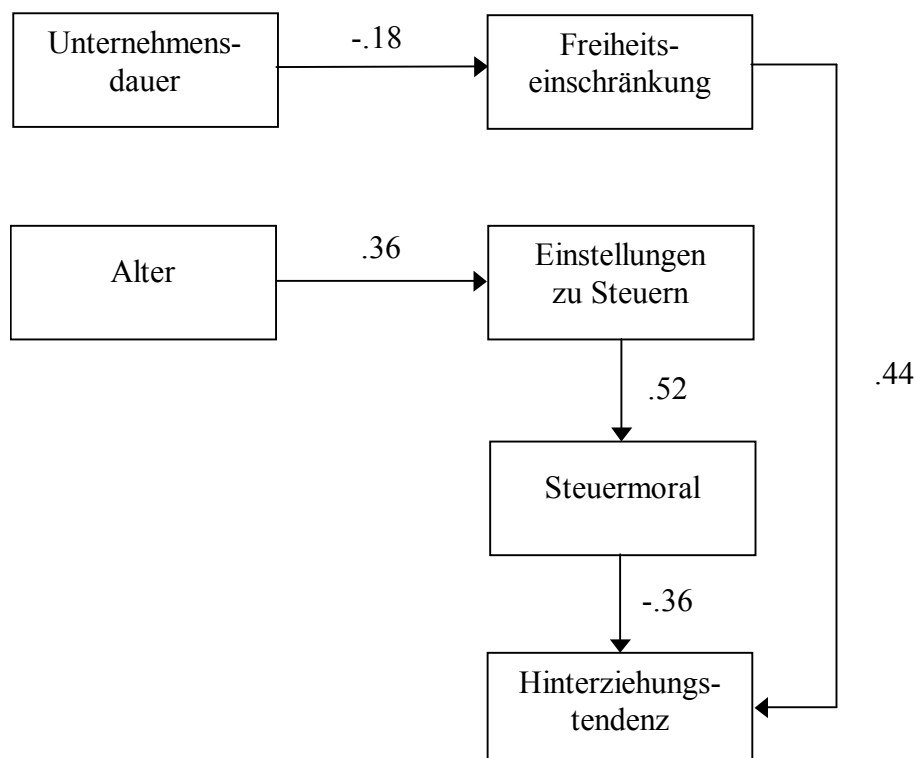 Unternehmens-
dauer
-.18
Freiheits-
einschränkung
Alter
.36
Einstellungen
zu Steuern
.44
.52
Steuermoral
-.36
Hinterziehungs-
tendenz